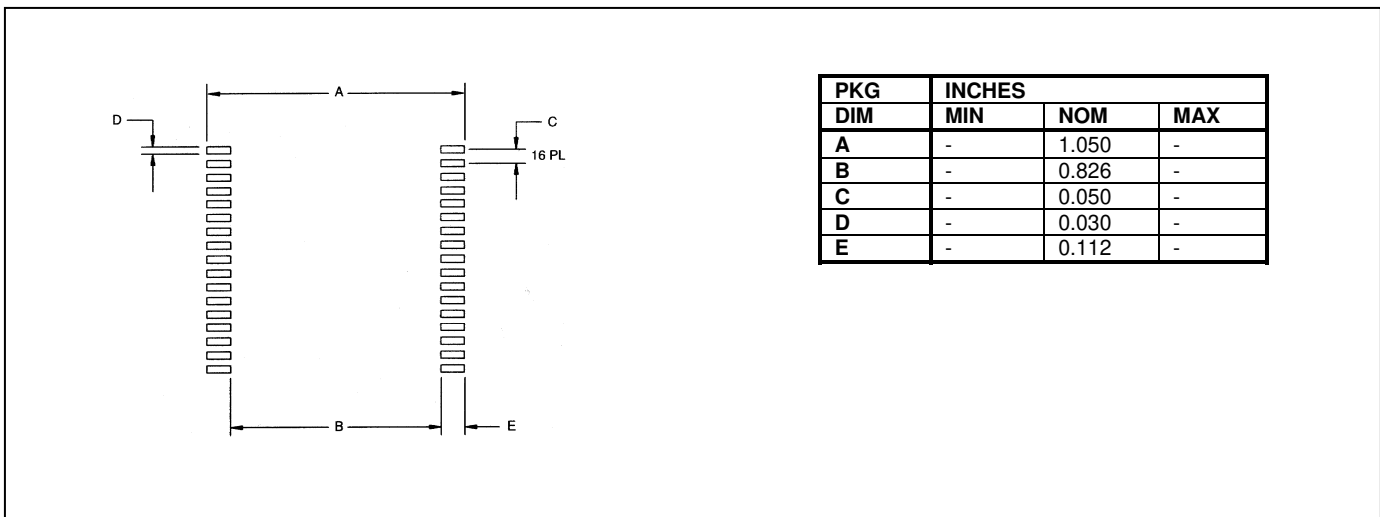 A
D
C
16 PL
B
E
PKG INCHES
DIM MIN NOM MAX
A - 1.050 -
B - 0.826 -
C - 0.050 -
D - 0.030 -
E - 0.112 -